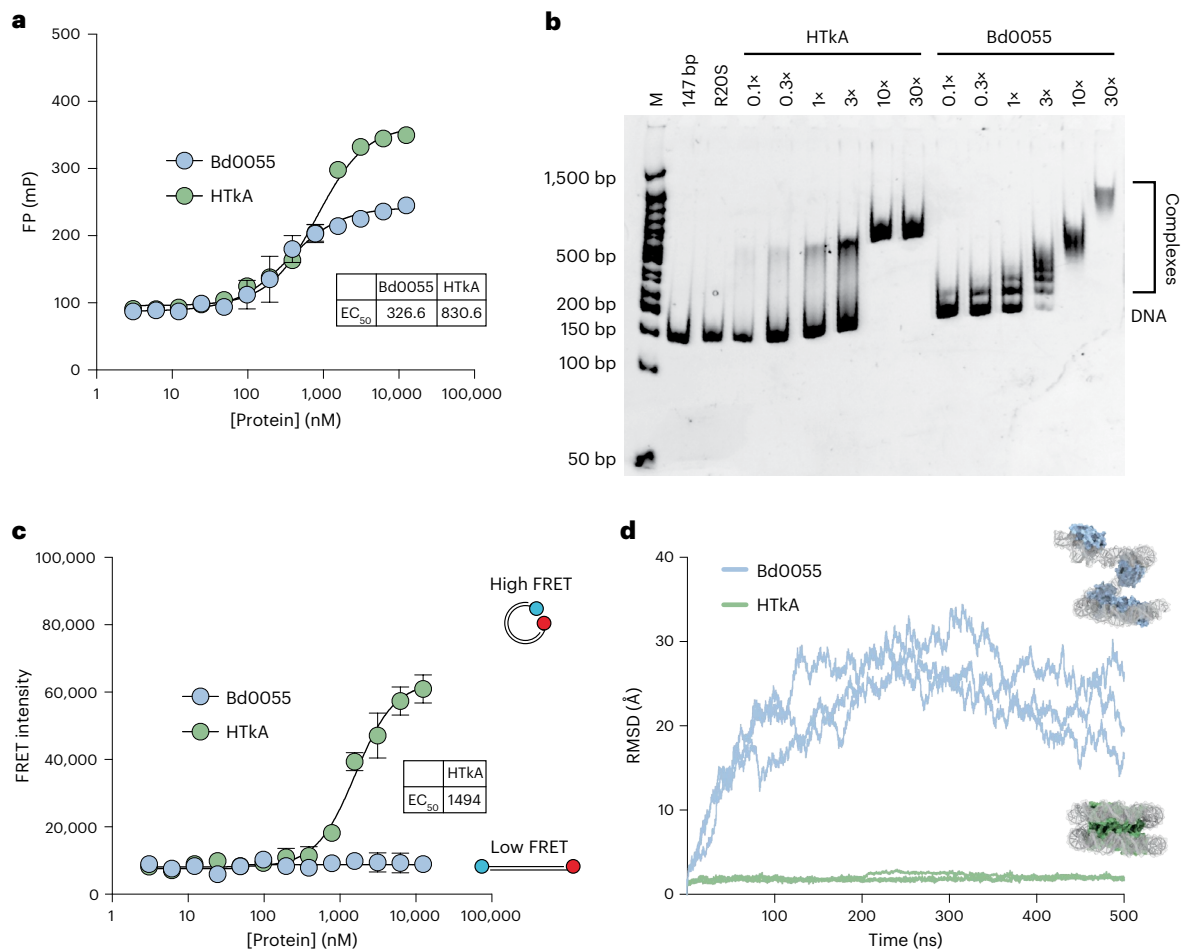 a
500
400
300
200
100
0
FP (mP)
Bd0055
HTkA
Bd0055 HTkA
EC50 326.6 830.6
1 10 100 1,000 10,000 100,000
[Protein] (nM)
b
HTkA Bd0055
M 147 bp R20S 0.1× 0.3× 1× 3× 10× 30× 0.1× 0.3× 1× 3× 10× 30×
1,500 bp
500 bp
200 bp
150 bp
100 bp
50 bp
Complexes
DNA
c
100,000
80,000
60,000
40,000
20,000
0
FRET intensity
Bd0055
HTkA
High FRET
HTkA
EC50 1494
Low FRET
1 10 100 1,000 10,000 100,000
[Protein] (nM)
d
40
30
20
10
0
RMSD (Å)
Bd0055
HTkA
100 200 300 400 500
Time (ns)